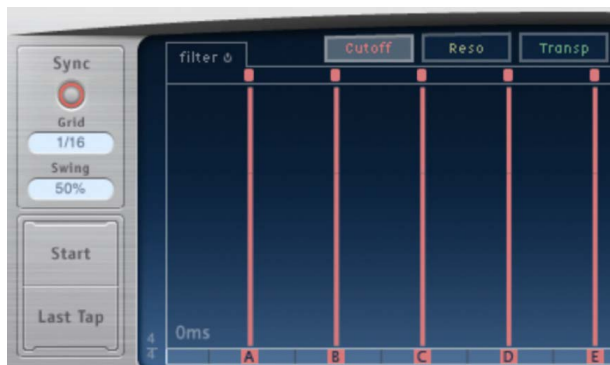 Sync
Grid
1/16
Swing
50%
Start
Last Tap
filter
Cutoff
Reso
Transp
0ms
4
4
A
B
C
D
E